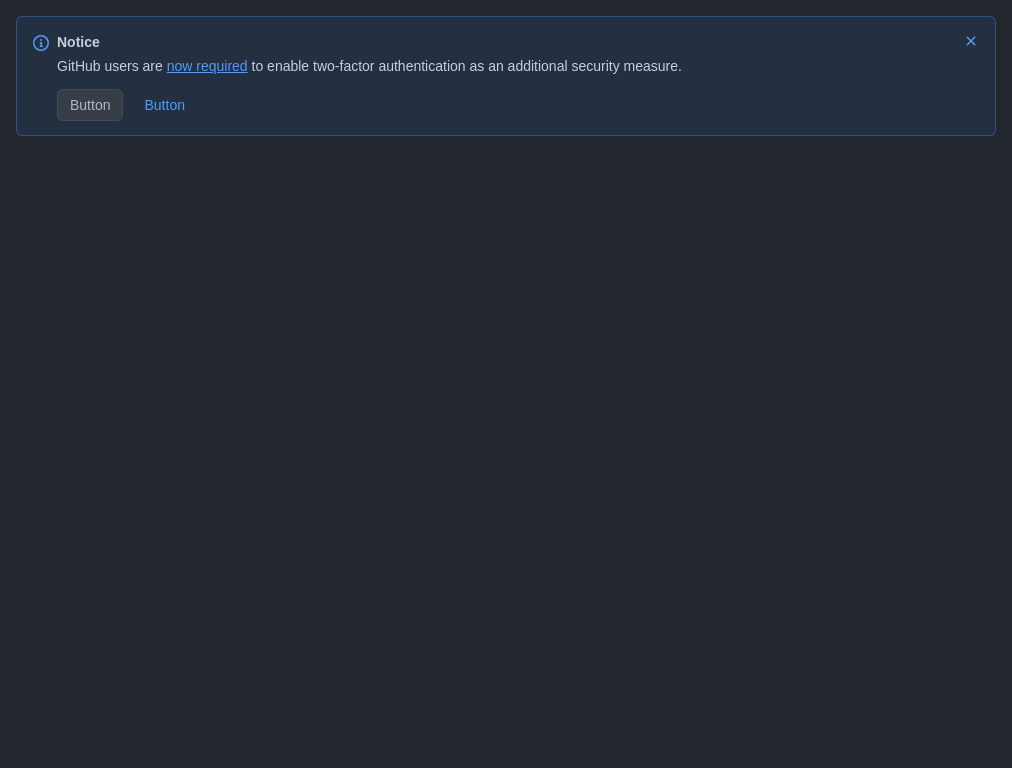 Notice
GitHub users are now required to enable two-factor authentication as an additional security measure.
Button Button